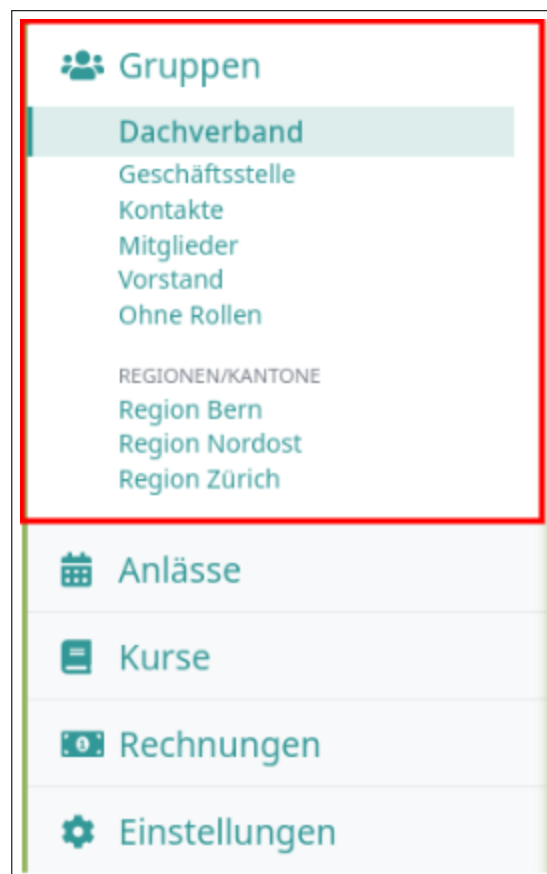 Gruppen
Dachverband
Geschäftsstelle
Kontakte
Mitglieder
Vorstand
Ohne Rollen
REGIONEN/KANTONE
Region Bern
Region Nordost
Region Zürich
Anlässe
Kurse
Rechnungen
Einstellungen